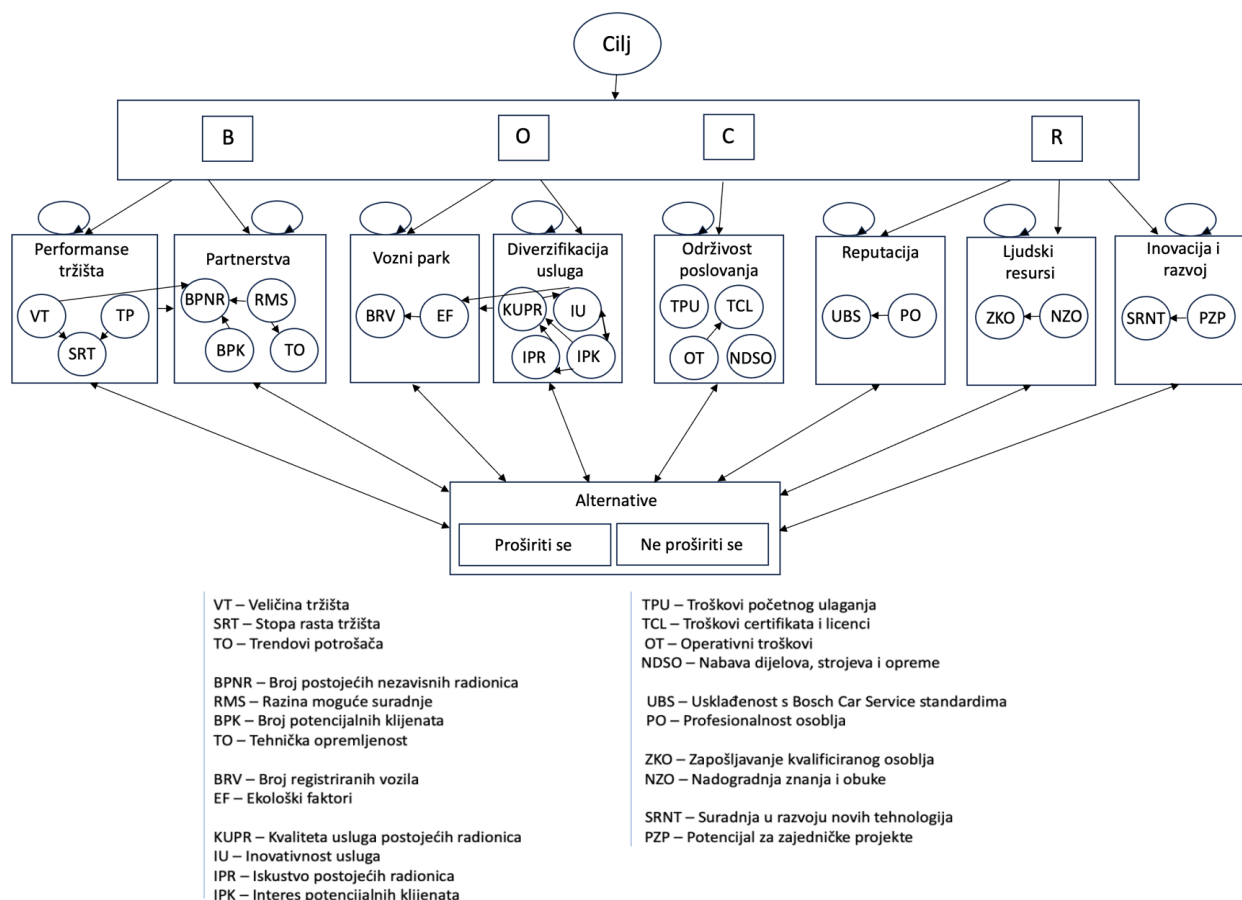 Cilj
B
O
C
R
Performanse
tržišta
VT
TP
SRT
Partnerstva
BPNR
RMS
BPK
TO
Vozni park
BRV
EF
Diverzifikacija
usluga
KUPR
IU
IPR
IPK
Održivost
poslovanja
TPU
TCL
OT
NDSO
Reputacija
UBS
PO
Ljudski
resursi
ZKO
NZO
Inovacija i
razvoj
SRNT
PZP
Alternative
Proširiti se
Ne proširiti se
VT – Veličina tržišta
SRT – Stopa rasta tržišta
TO – Trendovi potrošača
BPNR – Broj postojećih nezavisnih radionica
RMS – Razina moguće suradnje
BPK – Broj potencijalnih klijenata
TO – Tehnička opremljenost
BRV – Broj registriranih vozila
EF – Ekološki faktori
KUPR – Kvaliteta usluga postojećih radionica
IU – Inovativnost usluga
IPR – Iskustvo postojećih radionica
IPK – Interes potencijalnih klijenata
TPU – Troškovi početnog ulaganja
TCL – Troškovi certifikata i licenci
OT – Operativni troškovi
NDSO – Nabava dijelova, strojeva i opreme
UBS – Usklađenost s Bosch Car Service standardima
PO – Profesionalnost osoblja
ZKO – Zapošljavanje kvalificiranog osoblja
NZO – Nadogradnja znanja i obuke
SRNT – Suradnja u razvoju novih tehnologija
PZP – Potencijal za zajedničke projekte